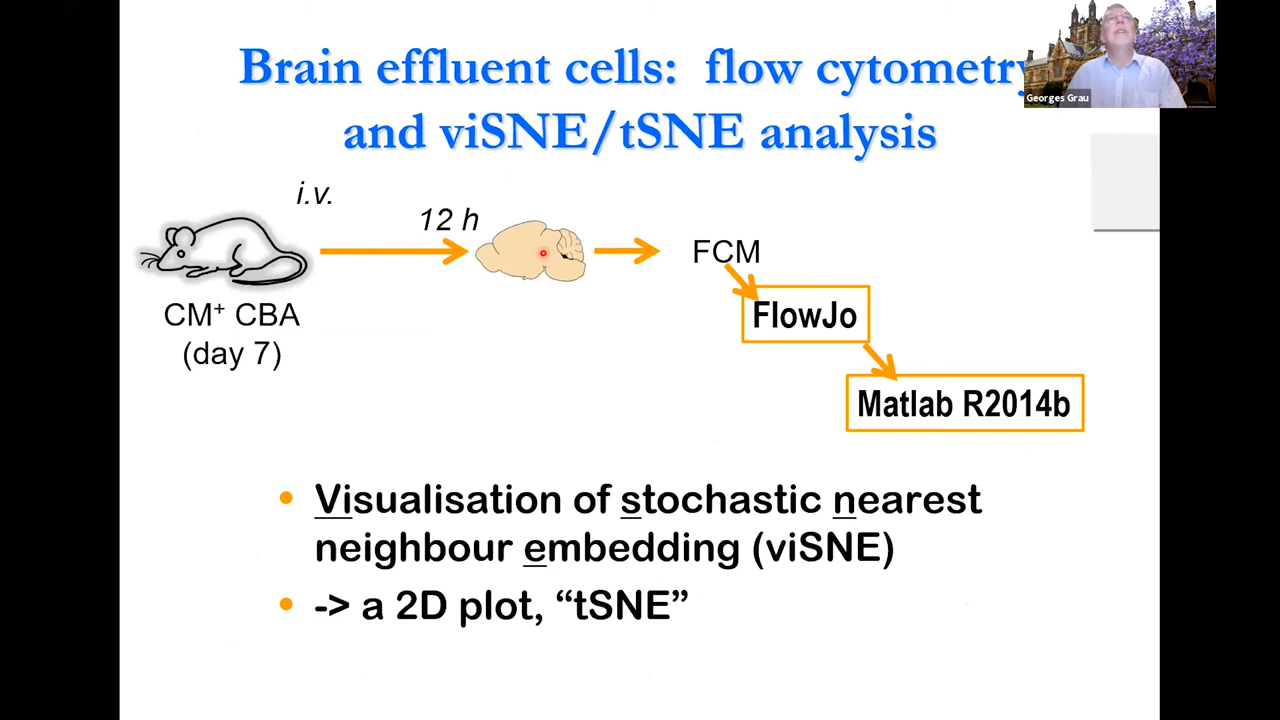 Brain effluent cells: flow cytometry
and viSNE/tSNE analysis
Georges Grau
i.v.
12 h
FCM
CM⁺ CBA
(day 7)
FlowJo
Matlab R2014b
• Visualisation of stochastic nearest
neighbour embedding (viSNE)
• -> a 2D plot, “tSNE”